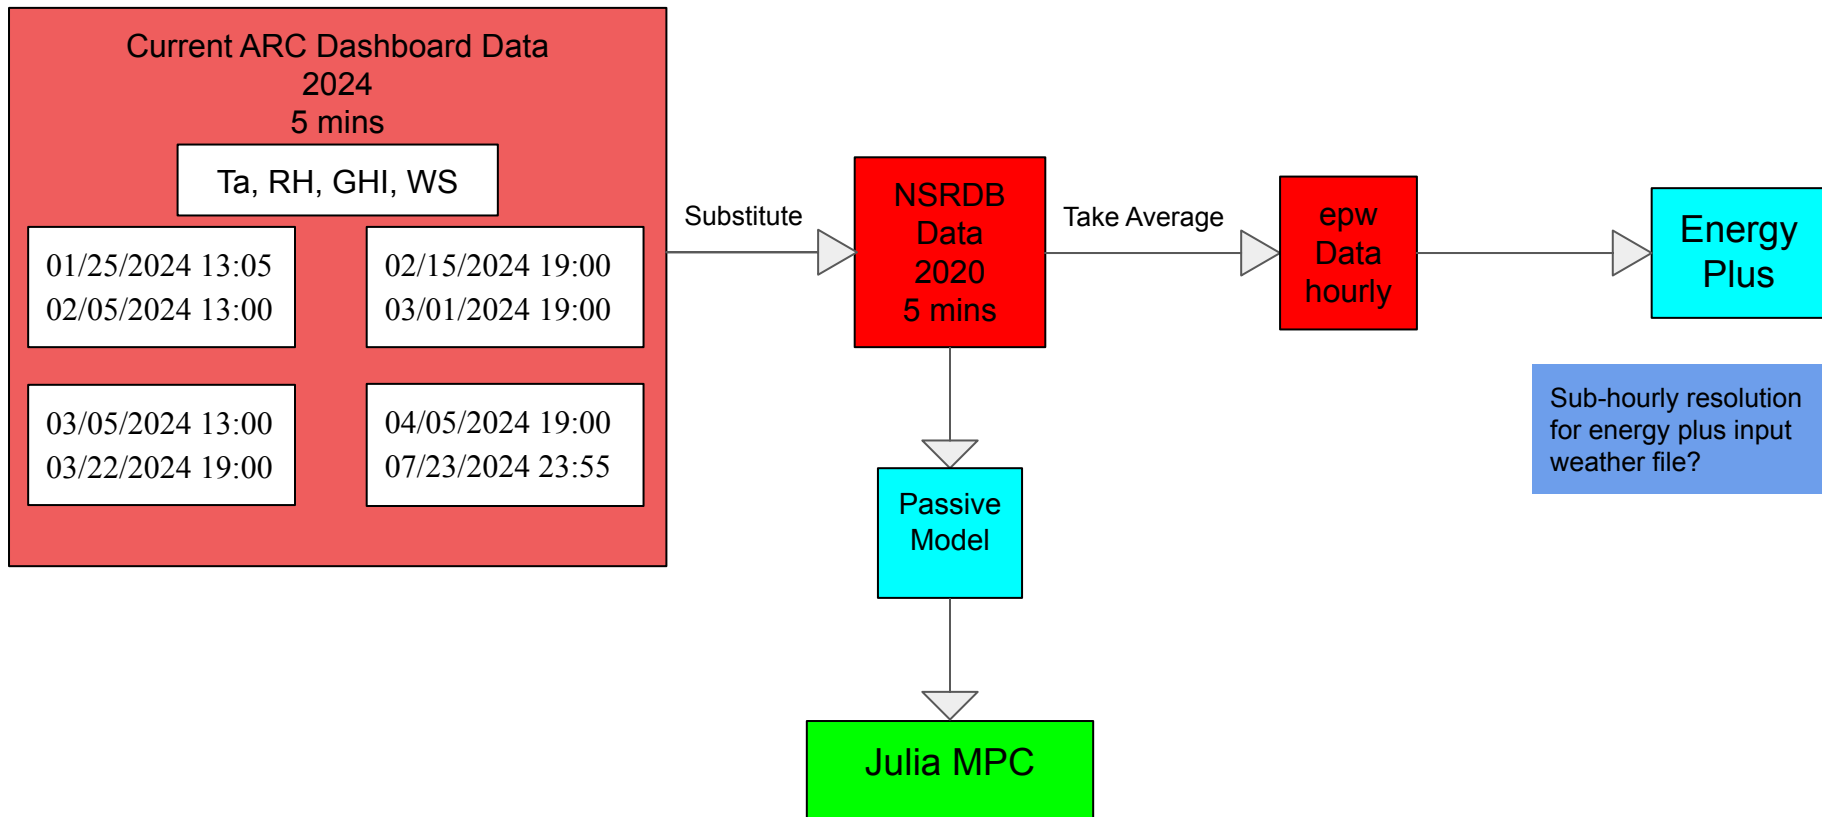 Current ARC Dashboard Data
2024
5 mins
Ta, RH, GHI, WS
01/25/2024 13:05
02/05/2024 13:00
02/15/2024 19:00
03/01/2024 19:00
03/05/2024 13:00
03/22/2024 19:00
04/05/2024 19:00
07/23/2024 23:55
Substitute
NSRDB
Data
2020
5 mins
Take Average
epw
Data
hourly
Energy
Plus
Sub-hourly resolution
for energy plus input
weather file?
Passive
Model
Julia MPC